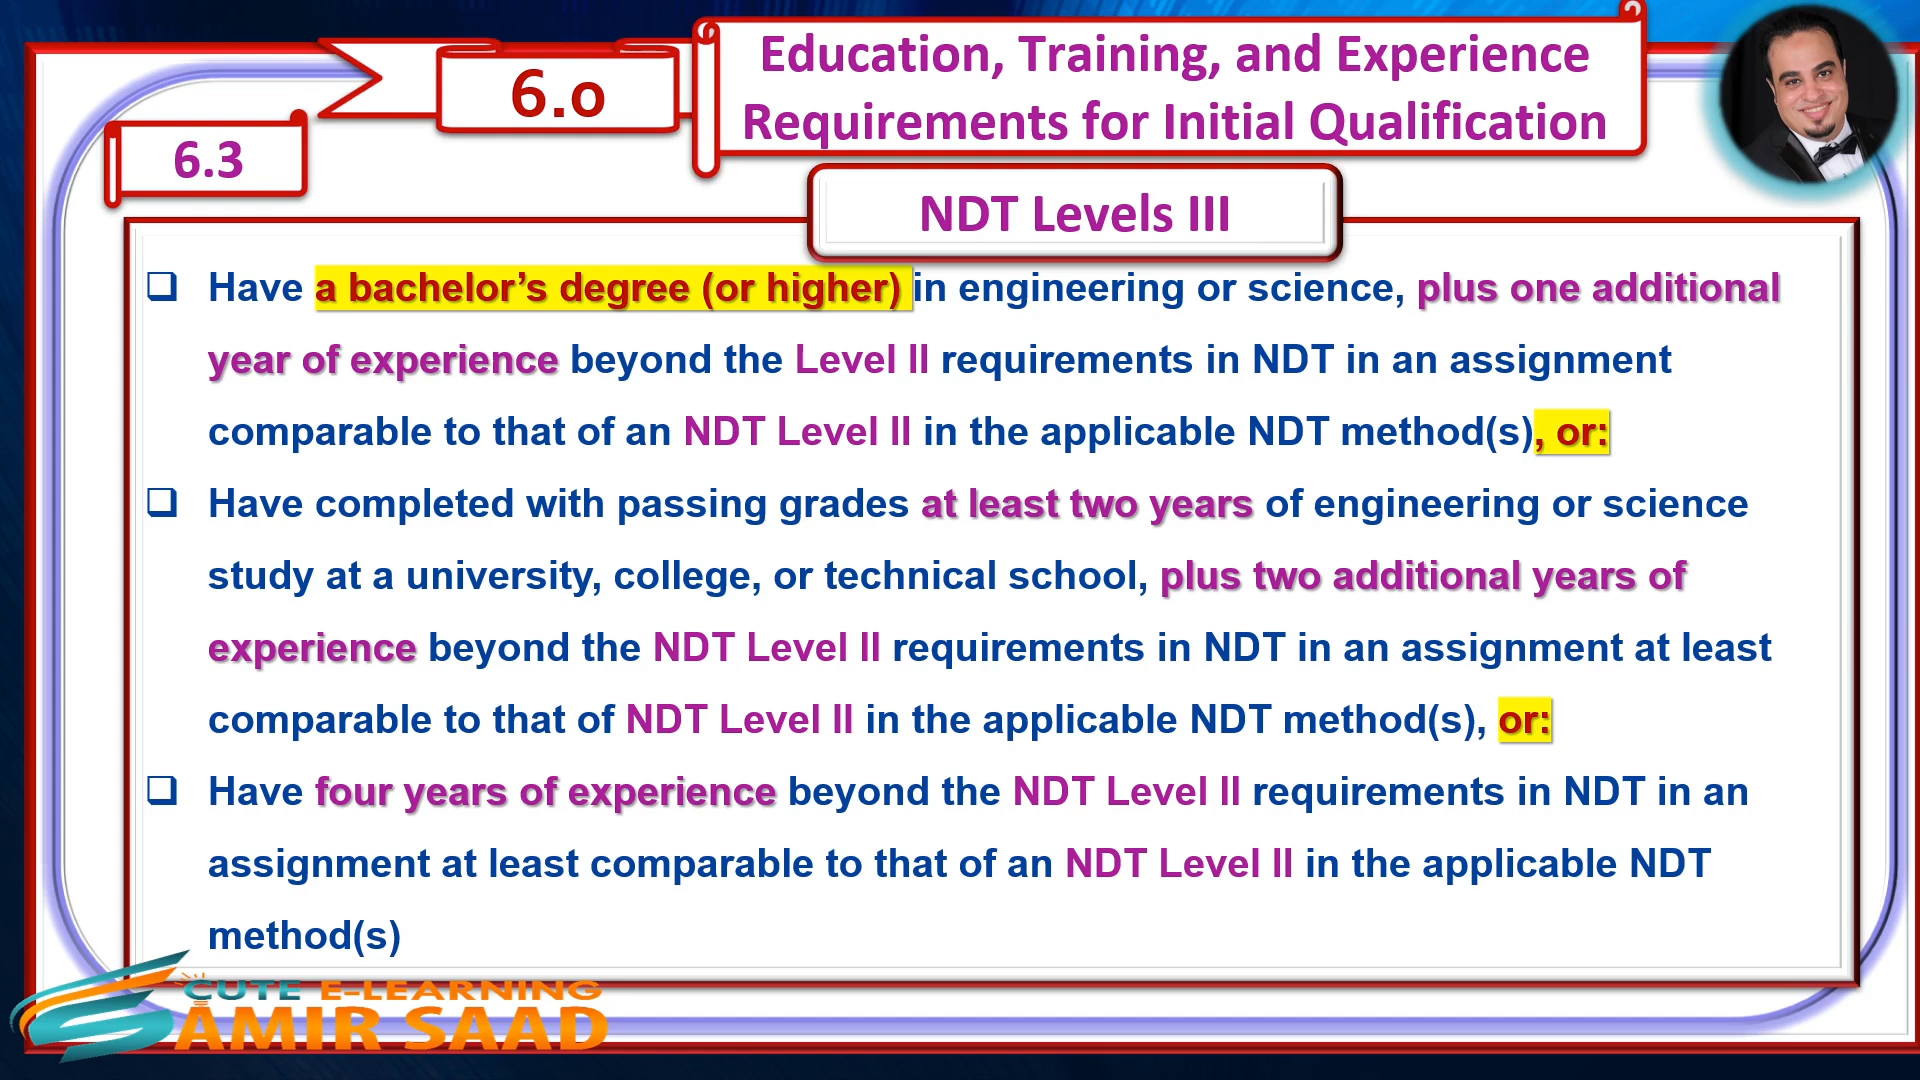 6.0
Education, Training, and Experience
Requirements for Initial Qualification
6.3
NDT Levels III
Have a bachelor’s degree (or higher) in engineering or science, plus one additional
year of experience beyond the Level II requirements in NDT in an assignment
comparable to that of an NDT Level II in the applicable NDT method(s), or:
Have completed with passing grades at least two years of engineering or science
study at a university, college, or technical school, plus two additional years of
experience beyond the NDT Level II requirements in NDT in an assignment at least
comparable to that of NDT Level II in the applicable NDT method(s), or:
Have four years of experience beyond the NDT Level II requirements in NDT in an
assignment at least comparable to that of an NDT Level II in the applicable NDT
method(s)
CUTE E-LEARNING
AMIR SAAD